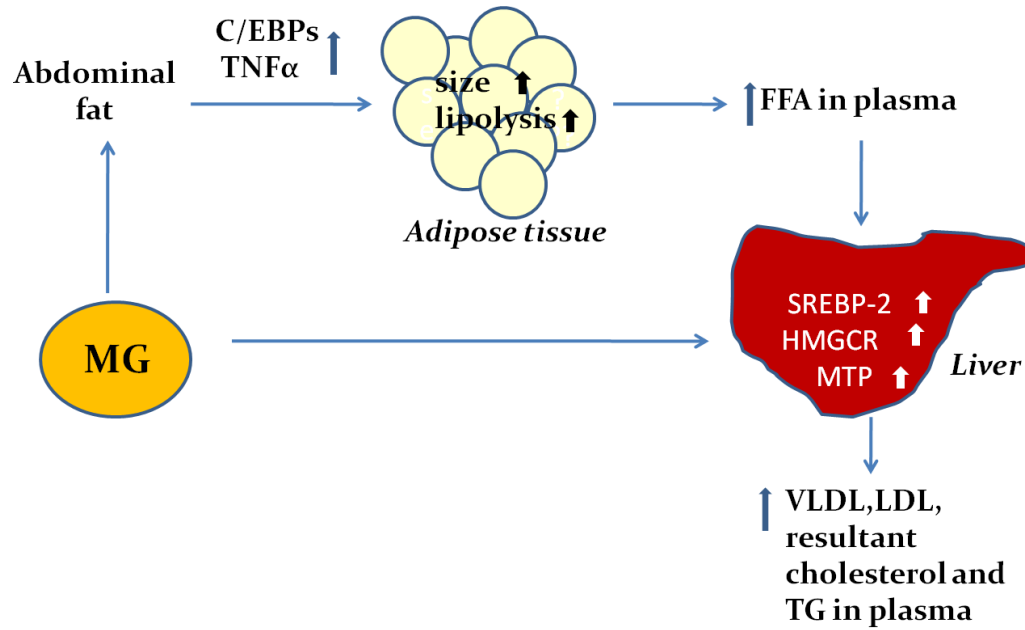 C/EBPs
TNFα
Abdominal
fat
size
lipolysis
FFA in plasma
Adipose tissue
MG
SREBP-2
HMGCR
MTP
Liver
VLDL,LDL,
resultant
cholesterol and
TG in plasma